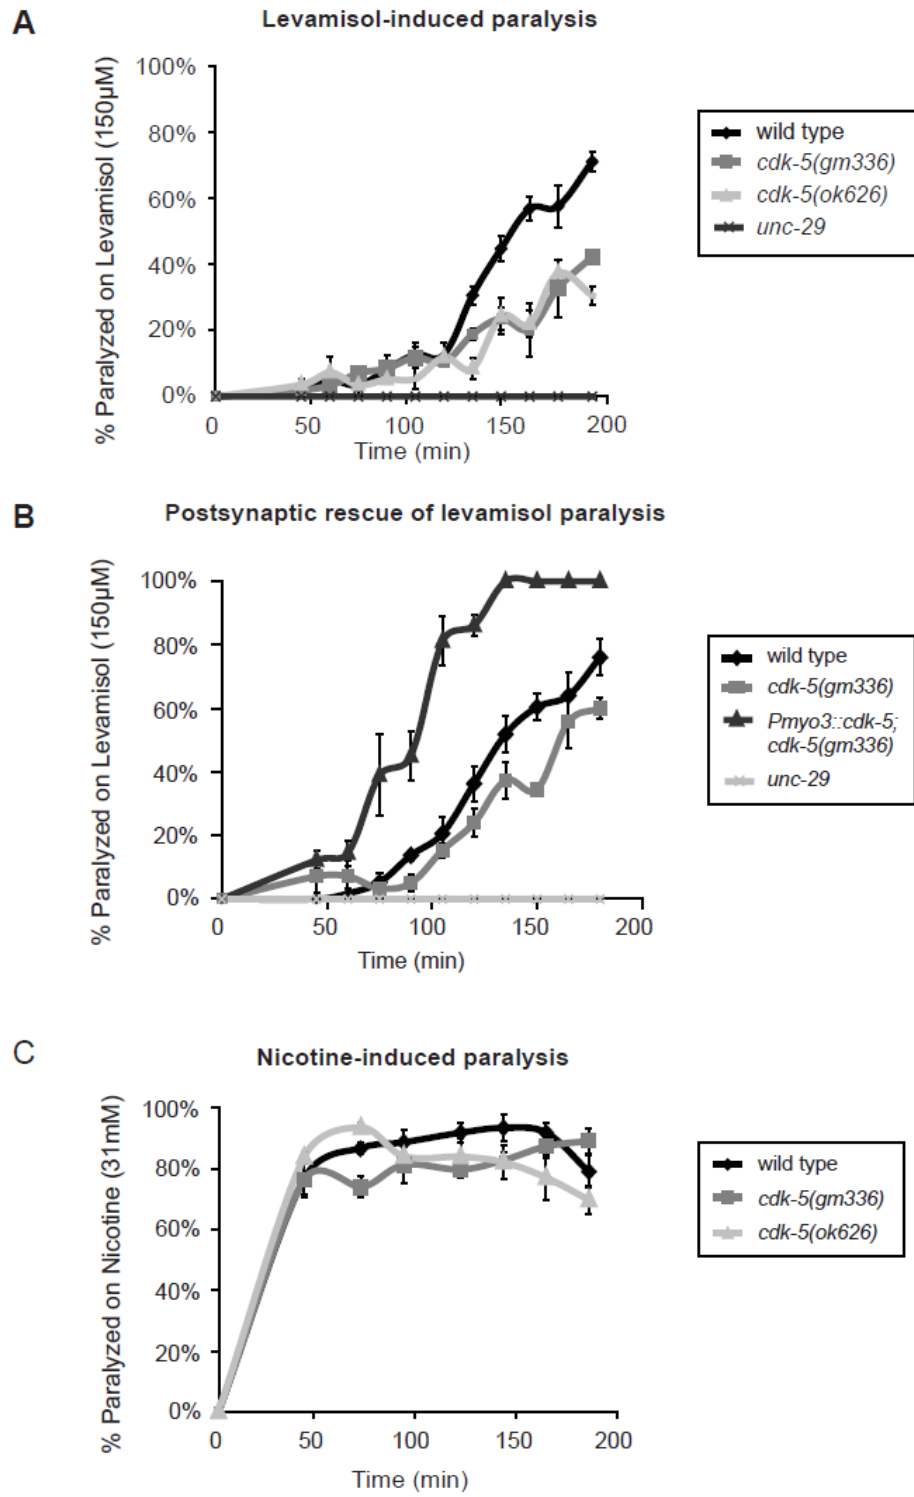 A
Levamisol-induced paralysis
% Paralyzed on Levamisol (150µM)
100%
80%
60%
40%
20%
0%
0 50 100 150 200
Time (min)
wild type
cdk-5(gm336)
cdk-5(ok626)
unc-29
B
Postsynaptic rescue of levamisol paralysis
% Paralyzed on Levamisol (150µM)
100%
80%
60%
40%
20%
0%
0 50 100 150 200
Time (min)
wild type
cdk-5(gm336)
Pmyo3::cdk-5;
cdk-5(gm336)
unc-29
C
Nicotine-induced paralysis
% Paralyzed on Nicotine (31mM)
100%
80%
60%
40%
20%
0%
0 50 100 150 200
Time (min)
wild type
cdk-5(gm336)
cdk-5(ok626)